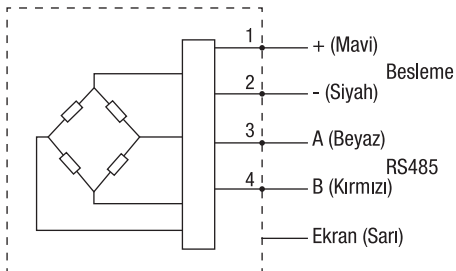 1 + (Mavi)
Besleme
2 - (Siyah)
3 A (Beyaz)
RS485
4 B (Kırmızı)
Ekran (Sarı)